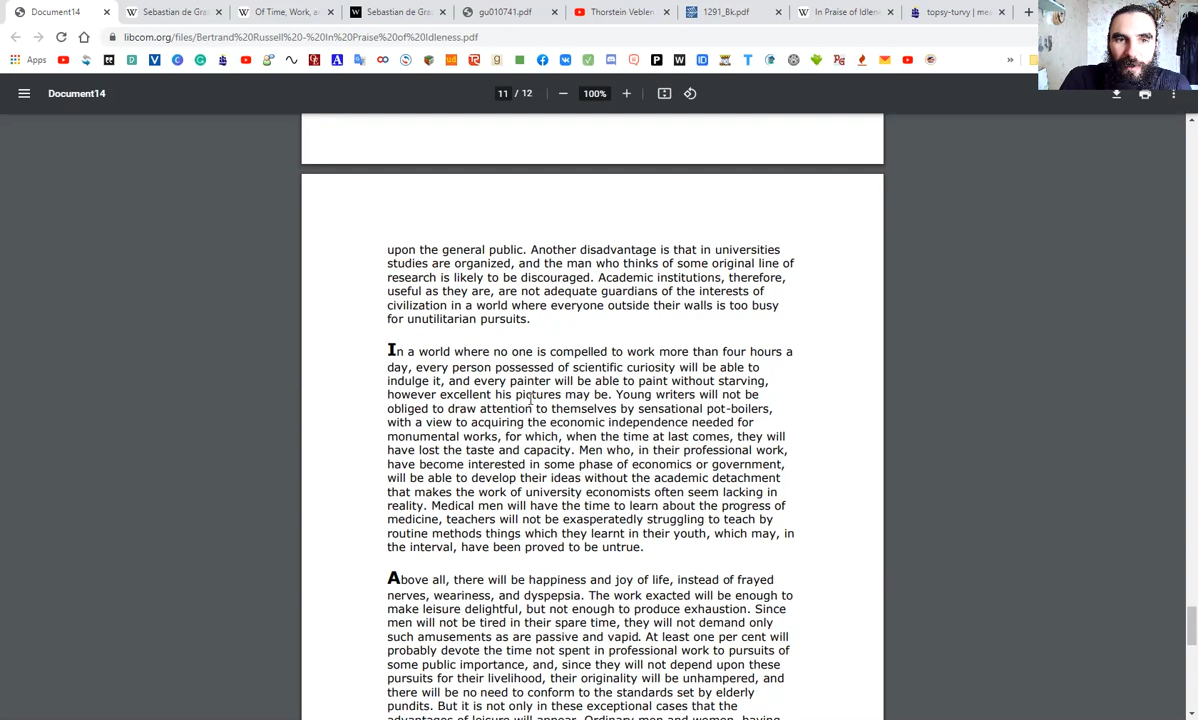 Document14
Sebastian de Gra
Of Time, Work, a
Sebastian de Gra
gu010741.pdf
Thorstein Veblen
1291_Bk.pdf
In Praise of Idlen
topsy-turvy | mea
libcom.org/files/Bertrand%20Russell%20-%20In%20Praise%20of%20Idleness.pdf
Apps
Document14
11 / 12
100%
upon the general public. Another disadvantage is that in universities
studies are organized, and the man who thinks of some original line of
research is likely to be discouraged. Academic institutions, therefore,
useful as they are, are not adequate guardians of the interests of
civilization in a world where everyone outside their walls is too busy
for unutilitarian pursuits.
In a world where no one is compelled to work more than four hours a
day, every person possessed of scientific curiosity will be able to
indulge it, and every painter will be able to paint without starving,
however excellent his pictures may be. Young writers will not be
obliged to draw attention to themselves by sensational pot-boilers,
with a view to acquiring the economic independence needed for
monumental works, for which, when the time at last comes, they will
have lost the taste and capacity. Men who, in their professional work,
have become interested in some phase of economics or government,
will be able to develop their ideas without the academic detachment
that makes the work of university economists often seem lacking in
reality. Medical men will have the time to learn about the progress of
medicine, teachers will not be exasperatedly struggling to teach by
routine methods things which they learnt in their youth, which may, in
the interval, have been proved to be untrue.
Above all, there will be happiness and joy of life, instead of frayed
nerves, weariness, and dyspepsia. The work exacted will be enough to
make leisure delightful, but not enough to produce exhaustion. Since
men will not be tired in their spare time, they will not demand only
such amusements as are passive and vapid. At least one per cent will
probably devote the time not spent in professional work to pursuits of
some public importance, and, since they will not depend upon these
pursuits for their livelihood, their originality will be unhampered, and
there will be no need to conform to the standards set by elderly
pundits. But it is not only in these exceptional cases that the
advantages of leisure will appear. Ordinary men and women, having